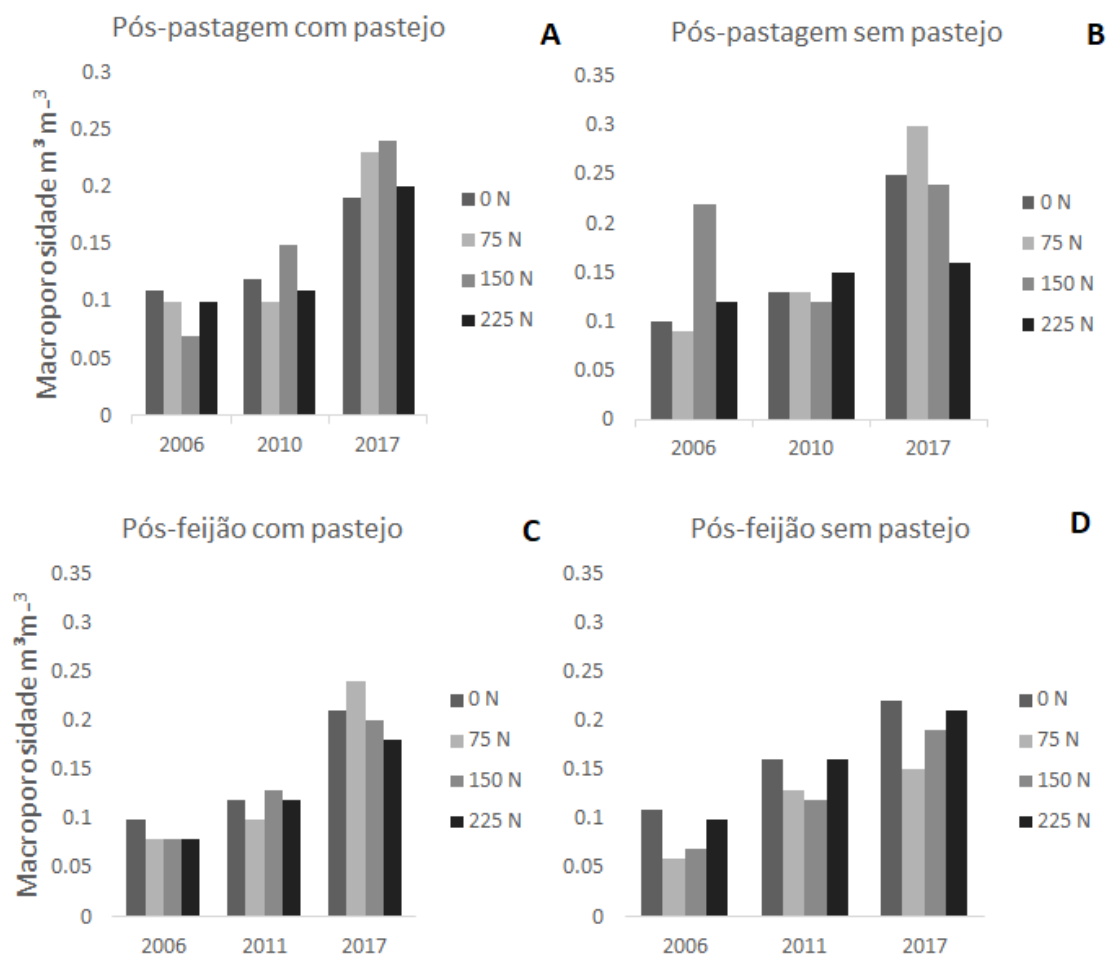 Pós-pastagem com pastejo
A
Macroporosidade m³ m-³
0.3
0.25
0.2
0.15
0.1
0.05
0
2006
2010
2017
0 N
75 N
150 N
225 N
Pós-pastagem sem pastejo
B
0.35
0.3
0.25
0.2
0.15
0.1
0.05
0
2006
2010
2017
0 N
75 N
150 N
225 N
Pós-feijão com pastejo
C
Macroporosidade m³m-³
0.35
0.3
0.25
0.2
0.15
0.1
0.05
0
2006
2011
2017
0 N
75 N
150 N
225 N
Pós-feijão sem pastejo
D
0.35
0.3
0.25
0.2
0.15
0.1
0.05
0
2006
2011
2017
0 N
75 N
150 N
225 N